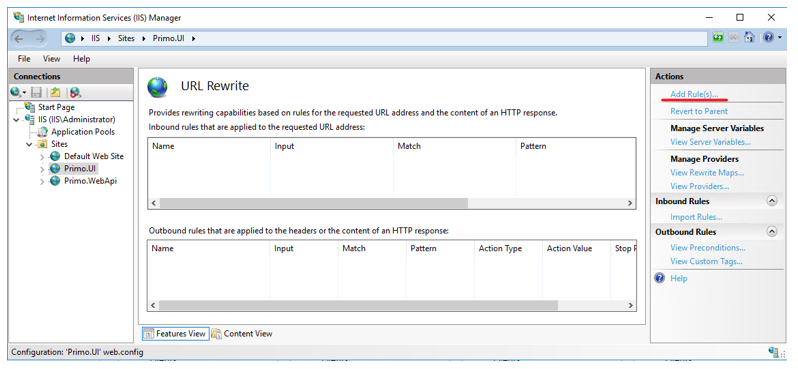 Internet Information Services (IIS) Manager
IIS Sites Primo.UI
File View Help
Connections
Start Page
IIS (IIS\Administrator)
Application Pools
Sites
Default Web Site
Primo.UI
Primo.WebApi
URL Rewrite
Provides rewriting capabilities based on rules for the requested URL address and the content of an HTTP response.
Inbound rules that are applied to the requested URL address:
Name Input Match Pattern
Outbound rules that are applied to the headers or the content of an HTTP response:
Name Input Match Pattern Action Type Action Value Stop
Features View Content View
Actions
Add Rule(s)...
Revert to Parent
Manage Server Variables
View Server Variables...
Manage Providers
View Rewrite Maps...
View Providers...
Inbound Rules
Import Rules...
Outbound Rules
View Preconditions...
View Custom Tags...
Help
Configuration: 'Primo.UI' web.config